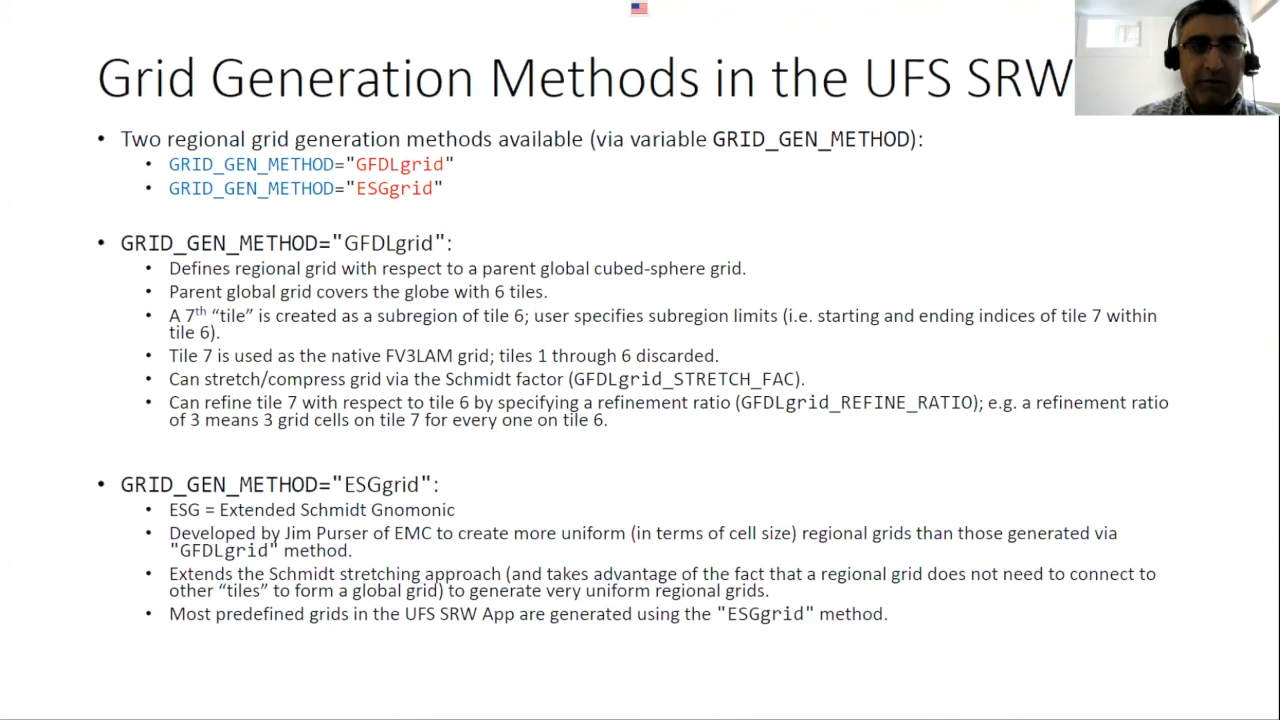 Grid Generation Methods in the UFS SRW
• Two regional grid generation methods available (via variable GRID_GEN_METHOD):
• GRID_GEN_METHOD="GFDLgrid"
• GRID_GEN_METHOD="ESGgrid"
• GRID_GEN_METHOD="GFDLgrid":
• Defines regional grid with respect to a parent global cubed-sphere grid.
• Parent global grid covers the globe with 6 tiles.
• A 7th “tile” is created as a subregion of tile 6; user specifies subregion limits (i.e. starting and ending indices of tile 7 within
tile 6).
• Tile 7 is used as the native FV3LAM grid; tiles 1 through 6 discarded.
• Can stretch/compress grid via the Schmidt factor (GFDLgrid_STRETCH_FAC).
• Can refine tile 7 with respect to tile 6 by specifying a refinement ratio (GFDLgrid_REFINE_RATIO); e.g. a refinement ratio
of 3 means 3 grid cells on tile 7 for every one on tile 6.
• GRID_GEN_METHOD="ESGgrid":
• ESG = Extended Schmidt Gnomonic
• Developed by Jim Purser of EMC to create more uniform (in terms of cell size) regional grids than those generated via
"GFDLgrid" method.
• Extends the Schmidt stretching approach (and takes advantage of the fact that a regional grid does not need to connect to
other “tiles” to form a global grid) to generate very uniform regional grids.
• Most predefined grids in the UFS SRW App are generated using the "ESGgrid" method.